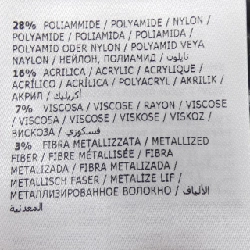 28% POLIAMMIDE / POLYAMIDE / NYLON /
POLYAMIDE / POLIAMIDA / POLIAMIDA /
POLYAMID ODER NYLON / POLYAMID VEYA
NAYLON / НЕЙЛОН, ПОЛИАМИД / نايلون
16% ACRILICA / ACRYLIC / ACRYLIQUE /
ACRÍLICO / ACRÍLICA / POLYACRYL / AKRILIK /
АКРИЛ / أكريليك
7% VISCOSA / VISCOSE / RAYON / VISCOSE
/ VISCOSA / VISCOSE / VISKOSE / VISKOZ /
ВИСКОЗА / فسكوزي
3% FIBRA METALLIZZATA / METALLIZED
FIBER / FIBRE MÉTALLISÉE / FIBRA
METALIZADA / FIBRA METALIZADA /
METALLISCH FASER / METALIZE LIF /
МЕТАЛЛИЗИРОВАННОЕ ВОЛОКНО / الألياف
المعدنية